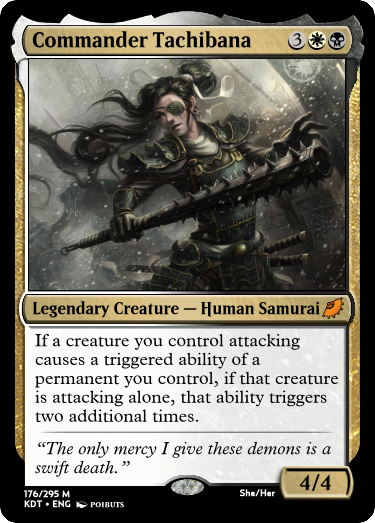 Commander Tachibana 3
Legendary Creature — Human Samurai
If a creature you control attacking
causes a triggered ability of a
permanent you control, if that creature
is attacking alone, that ability triggers
two additional times.
“The only mercy I give these demons is a
swift death.”
4/4
176/295 M
She/Her
KDT • ENG POIBUTS